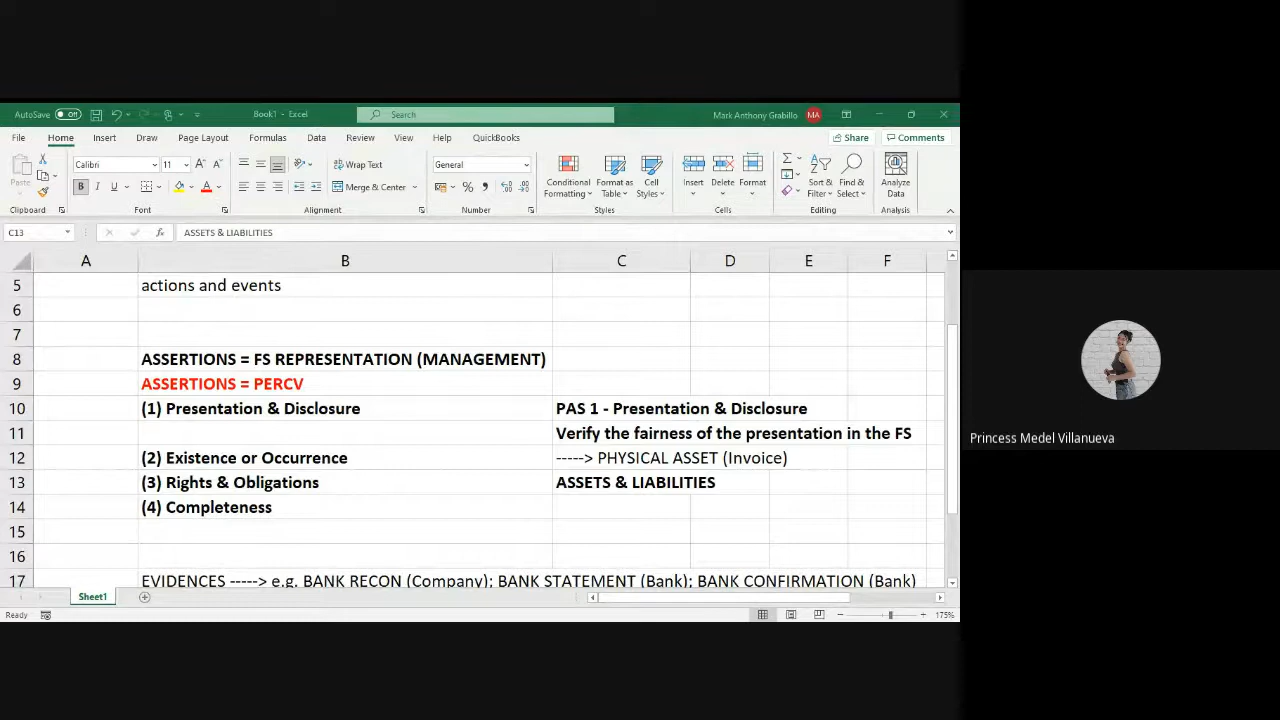 AutoSave Off Book1 - Excel Search Mark Anthony Grabillo MA
File Home Insert Draw Page Layout Formulas Data Review View Help QuickBooks Share Comments
Paste Calibri 11 A A Wrap Text General Conditional Formatting Format as Table Cell Styles Insert Delete Format Sort & Filter Find & Select Analyze Data
B I U A Merge & Center % 
Clipboard Font Alignment Number Styles Cells Editing Analysis
C13 fx ASSETS & LIABILITIES
A B C D E F
5 actions and events
6
7
8 ASSERTIONS = FS REPRESENTATION (MANAGEMENT)
9 ASSERTIONS = PERCV
10 (1) Presentation & Disclosure PAS 1 - Presentation & Disclosure
11 Verify the fairness of the presentation in the FS
12 (2) Existence or Occurrence -----> PHYSICAL ASSET (Invoice)
13 (3) Rights & Obligations ASSETS & LIABILITIES
14 (4) Completeness
15
16
17 EVIDENCES -----> e.g. BANK RECON (Company); BANK STATEMENT (Bank); BANK CONFIRMATION (Bank)
Sheet1
Ready 175%
Princess Medel Villanueva